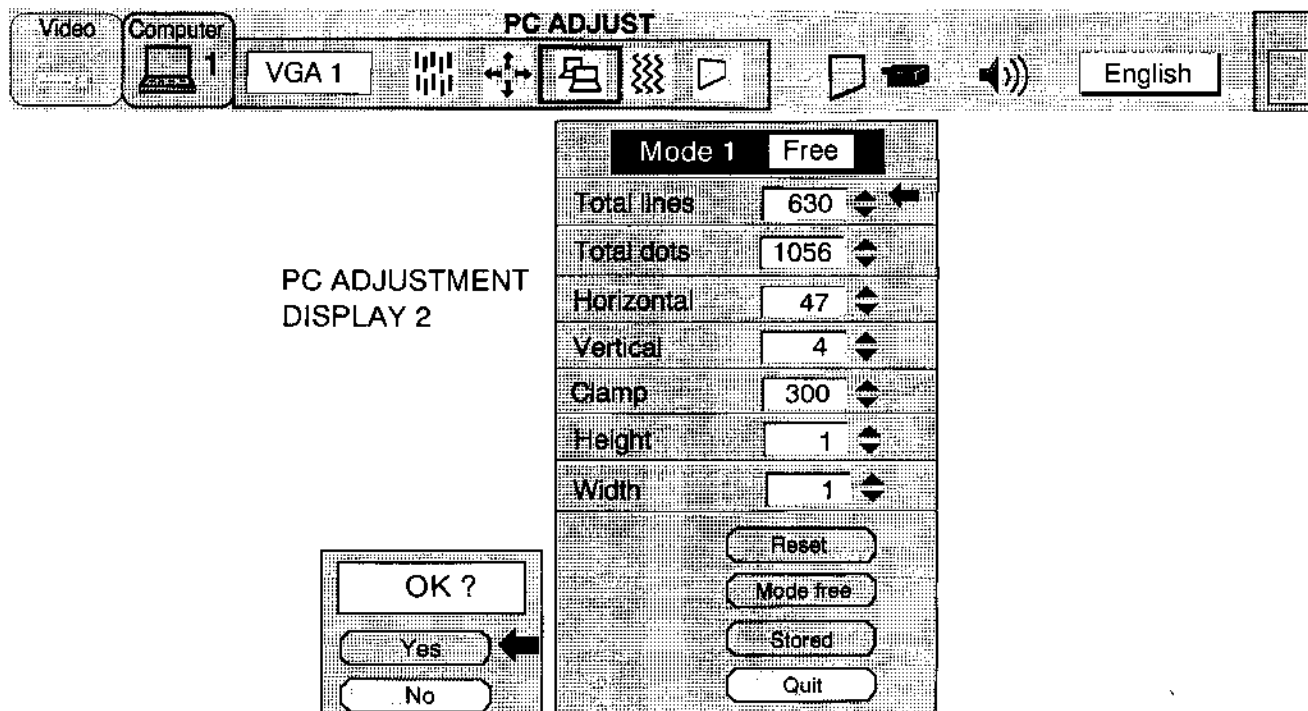 PC ADJUST
Video
Computer
1
VGA 1
English
Mode 1 Free
Total lines 630
Total dots 1056
Horizontal 47
Vertical 4
Clamp 300
Height 1
Width 1
Reset
Mode free
Stored
Quit
PC ADJUSTMENT
DISPLAY 2
OK ?
Yes
No